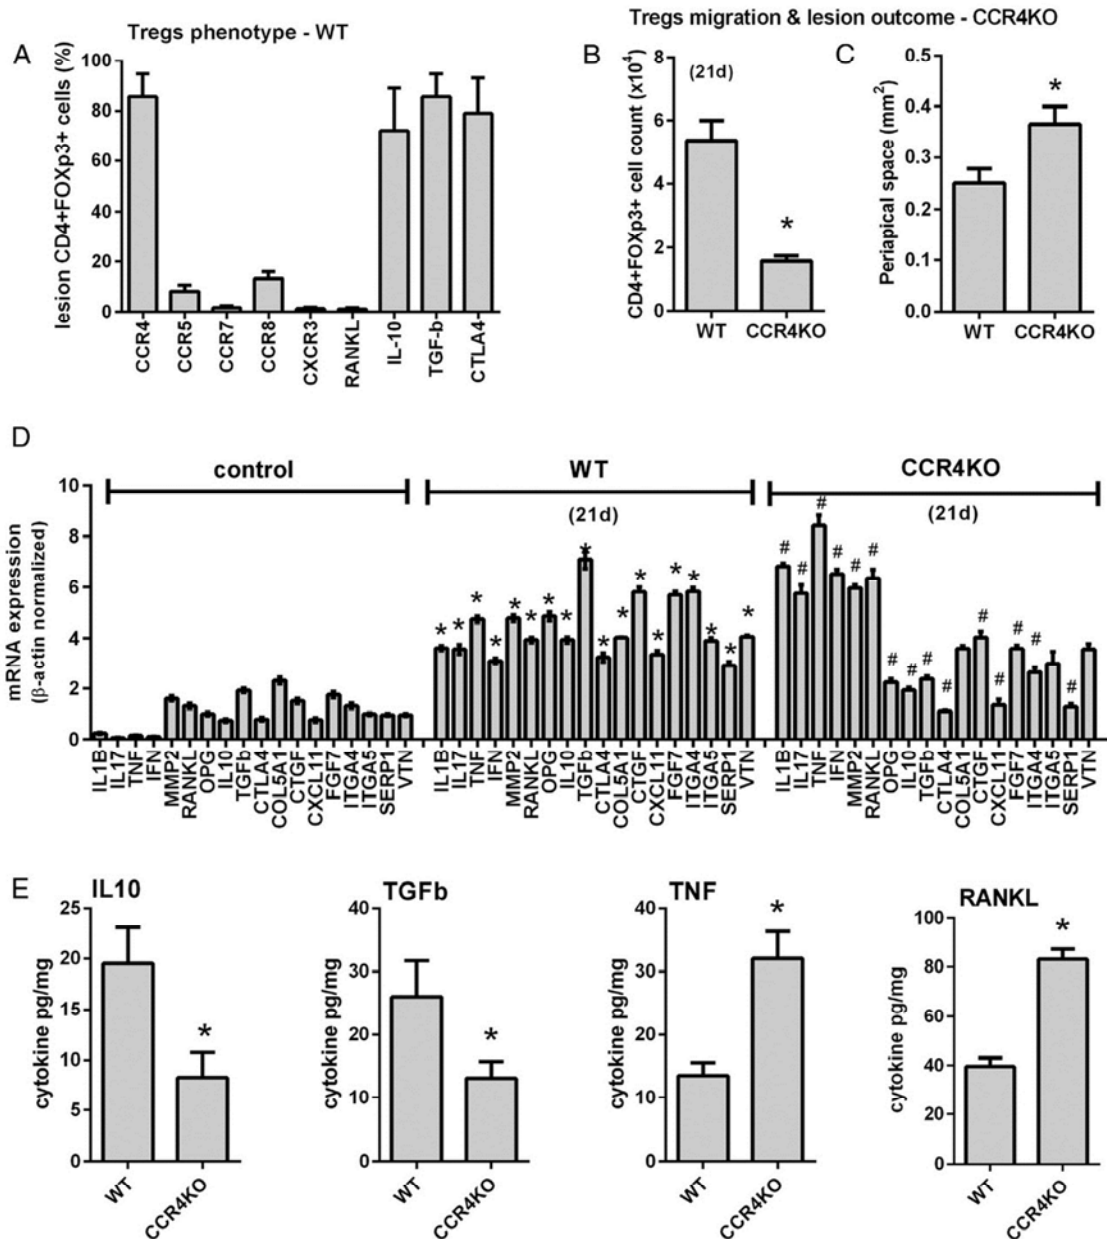 Tregs migration & lesion outcome - CCR4KO
Tregs phenotype - WT
A
lesion CD4+FOXp3+ cells (%)
100
80
60
40
20
0
CCR4
CCR5
CCR7
CCR8
CXCR3
RANKL
IL-10
TGF-b
CTLA4
B
CD4+FOXp3+ cell count (x10⁴)
(21d)
8
6
4
2
0
*
WT CCR4KO
C
Periapical space (mm²)
0.5
0.4
0.3
0.2
0.1
0.0
*
WT CCR4KO
D
control WT CCR4KO
(21d) (21d)
mRNA expression
(β-actin normalized)
10
8
6
4
2
0
* * * * * * * * * * * * * * * * * *
# # # # # # # # # # # # # # #
IL1B
IL17
TNF
IFN
MMP2
RANKL
OPG
IL10
TGFb
CTLA4
COL5A1
CTGF
CXCL11
FGF7
ITGA4
ITGA5
SERP1
VTN
IL1B
IL17
TNF
IFN
MMP2
RANKL
OPG
IL10
TGFb
CTLA4
COL5A1
CTGF
CXCL11
FGF7
ITGA4
ITGA5
SERP1
VTN
IL1B
IL17
TNF
IFN
MMP2
RANKL
OPG
IL10
TGFb
CTLA4
COL5A1
CTGF
CXCL11
FGF7
ITGA4
ITGA5
SERP1
VTN
E
IL10
cytokine pg/mg
25
20
15
10
5
0
*
WT
CCR4KO
TGFb
cytokine pg/mg
40
30
20
10
0
*
WT
CCR4KO
TNF
cytokine pg/mg
40
30
20
10
0
*
WT
CCR4KO
RANKL
cytokine pg/mg
100
80
60
40
20
0
*
WT
CCR4KO